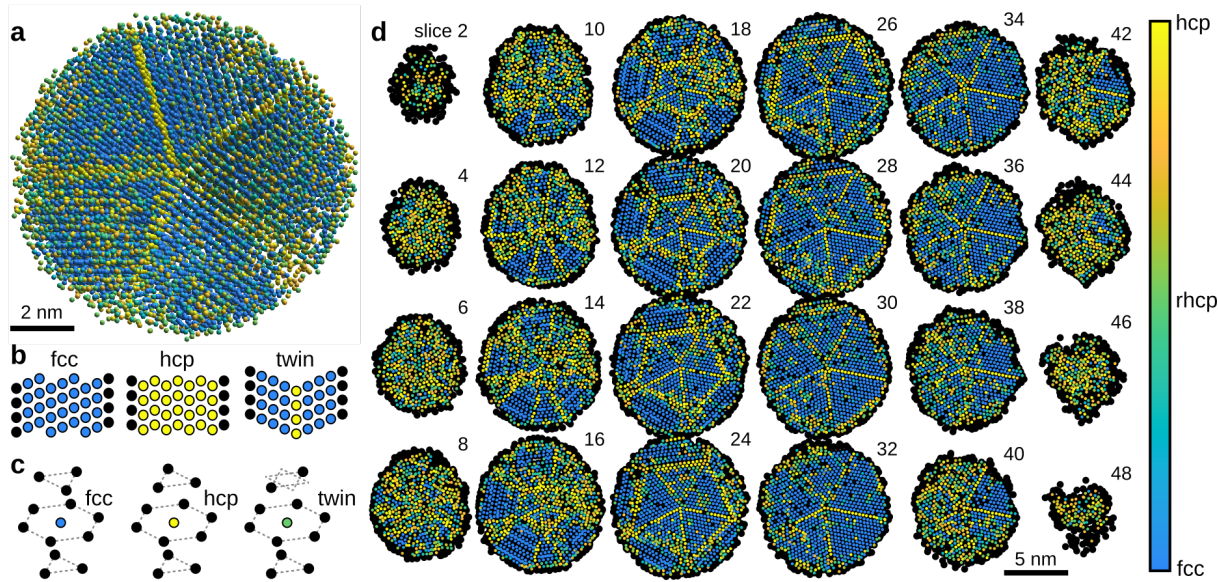 a
2 nm
b
fcc hcp twin
c
fcc hcp twin
d
slice 2 10 18 26 34 42
4 12 20 28 36 44
6 14 22 30 38 46
8 16 24 32 40 48
5 nm
hcp
rhcp
fcc